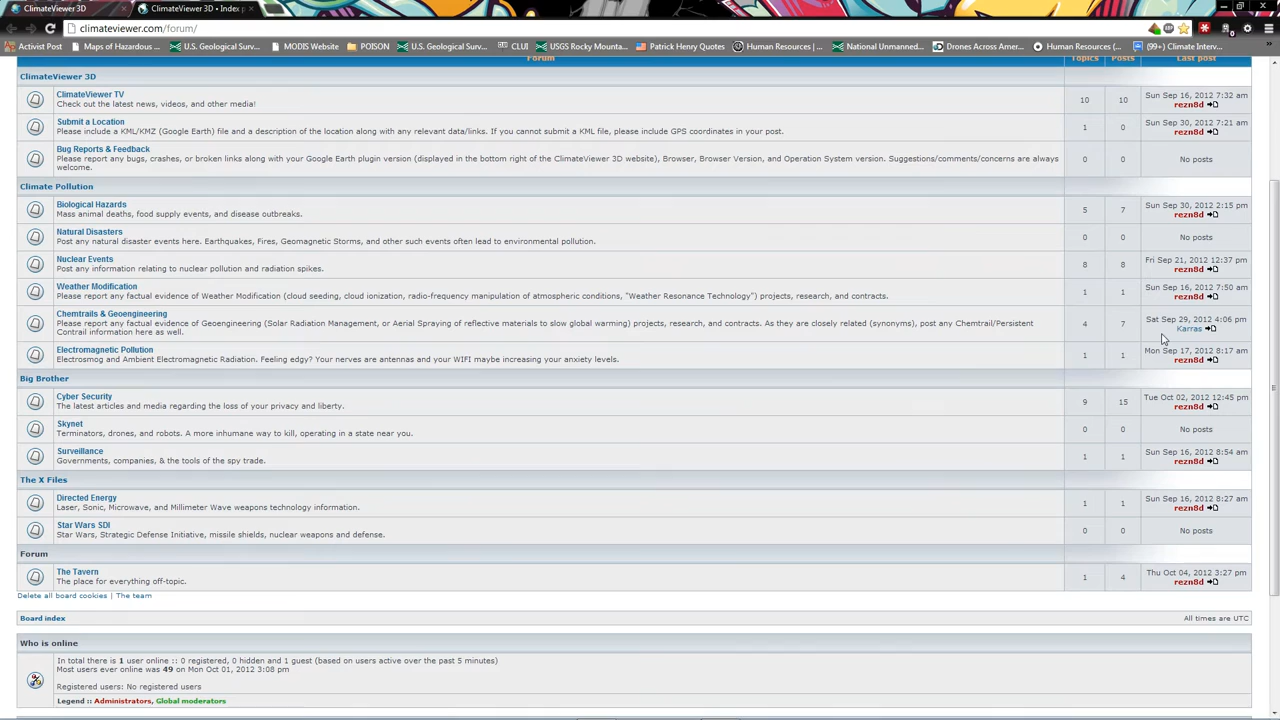 ClimateViewer 3D
ClimateViewer 3D • Index p
climateviewer.com/forum/
Activist Post
Maps of Hazardous ...
U.S. Geological Surv...
MODIS Website
POISON
U.S. Geological Surv...
CLUI
USGS Rocky Mounta...
Patrick Henry Quotes
Human Resources | ...
National Unmanned...
Drones Across Amer...
Human Resources (...
(99+) Climate Interv...
Forum Topics Posts Last post
ClimateViewer 3D
ClimateViewer TV
Check out the latest news, videos, and other media!
10 10 Sun Sep 16, 2012 7:32 am
rezn8d
Submit a Location
Please include a KML/KMZ (Google Earth) file and a description of the location along with any relevant data/links. If you cannot submit a KML file, please include GPS coordinates in your post.
1 0 Sun Sep 30, 2012 7:21 am
rezn8d
Bug Reports & Feedback
Please report any bugs, crashes, or broken links along with your Google Earth plugin version (displayed in the bottom right of the ClimateViewer 3D website), Browser, Browser Version, and Operation System version. Suggestions/comments/concerns are always
welcome.
0 0 No posts
Climate Pollution
Biological Hazards
Mass animal deaths, food supply events, and disease outbreaks.
5 7 Sun Sep 30, 2012 2:15 pm
rezn8d
Natural Disasters
Post any natural disaster events here. Earthquakes, Fires, Geomagnetic Storms, and other such events often lead to environmental pollution.
0 0 No posts
Nuclear Events
Post any information relating to nuclear pollution and radiation spikes.
8 8 Fri Sep 21, 2012 12:37 pm
rezn8d
Weather Modification
Please report any factual evidence of Weather Modification (cloud seeding, cloud ionization, radio-frequency manipulation of atmospheric conditions, "Weather Resonance Technology") projects, research, and contracts.
1 1 Sun Sep 16, 2012 7:50 am
rezn8d
Chemtrails & Geoengineering
Please report any factual evidence of Geoengineering (Solar Radiation Management, or Aerial Spraying of reflective materials to slow global warming) projects, research, and contracts. As they are closely related (synonyms), post any Chemtrail/Persistent
Contrail information here as well.
4 7 Sat Sep 29, 2012 4:06 pm
Karras
Electromagnetic Pollution
Electrosmog and Ambient Electromagnetic Radiation. Feeling edgy? Your nerves are antennas and your WIFI maybe increasing your anxiety levels.
1 1 Mon Sep 17, 2012 8:17 am
rezn8d
Big Brother
Cyber Security
The latest articles and media regarding the loss of your privacy and liberty.
9 15 Tue Oct 02, 2012 12:45 pm
rezn8d
Skynet
Terminators, drones, and robots. A more inhumane way to kill, operating in a state near you.
0 0 No posts
Surveillance
Governments, companies, & the tools of the spy trade.
1 1 Sun Sep 16, 2012 8:54 am
rezn8d
The X Files
Directed Energy
Laser, Sonic, Microwave, and Millimeter Wave weapons technology information.
1 1 Sun Sep 16, 2012 8:27 am
rezn8d
Star Wars SDI
Star Wars, Strategic Defense Initiative, missile shields, nuclear weapons and defense.
0 0 No posts
Forum
The Tavern
The place for everything off-topic.
1 4 Thu Oct 04, 2012 3:27 pm
rezn8d
Delete all board cookies | The team
Board index All times are UTC
Who is online
In total there is 1 user online :: 0 registered, 0 hidden and 1 guest (based on users active over the past 5 minutes)
Most users ever online was 49 on Mon Oct 01, 2012 3:08 pm
Registered users: No registered users
Legend :: Administrators, Global moderators